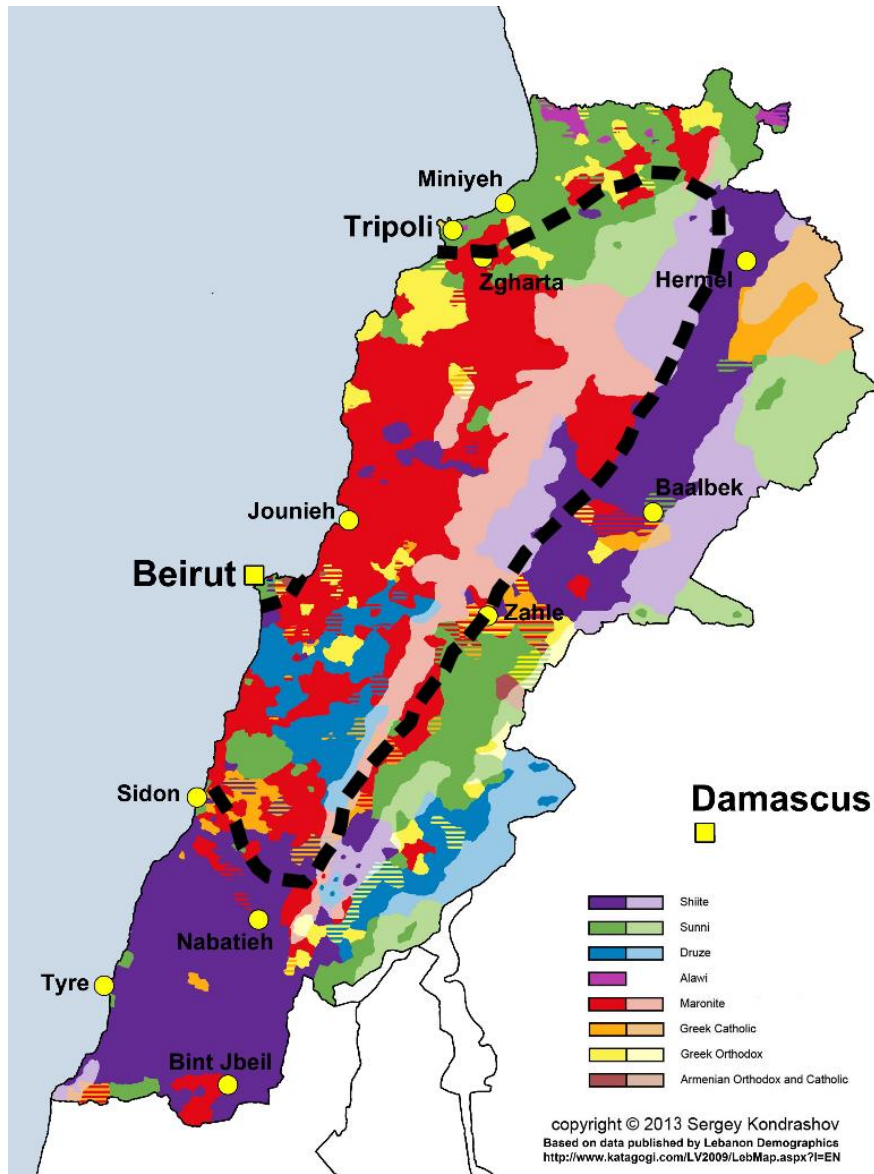 Miniyeh
Tripoli
Zgharta
Hermel
Baalbek
Jounieh
Beirut
Zahle
Sidon
Damascus
Nabatieh
Tyre
Bint Jbeil
Shiite
Sunni
Druze
Alawi
Maronite
Greek Catholic
Greek Orthodox
Armenian Orthodox and Catholic
copyright © 2013 Sergey Kondrashov
Based on data published by Lebanon Demographics
http://www.katagogi.com/LV2009/LebMap.aspx?l=EN